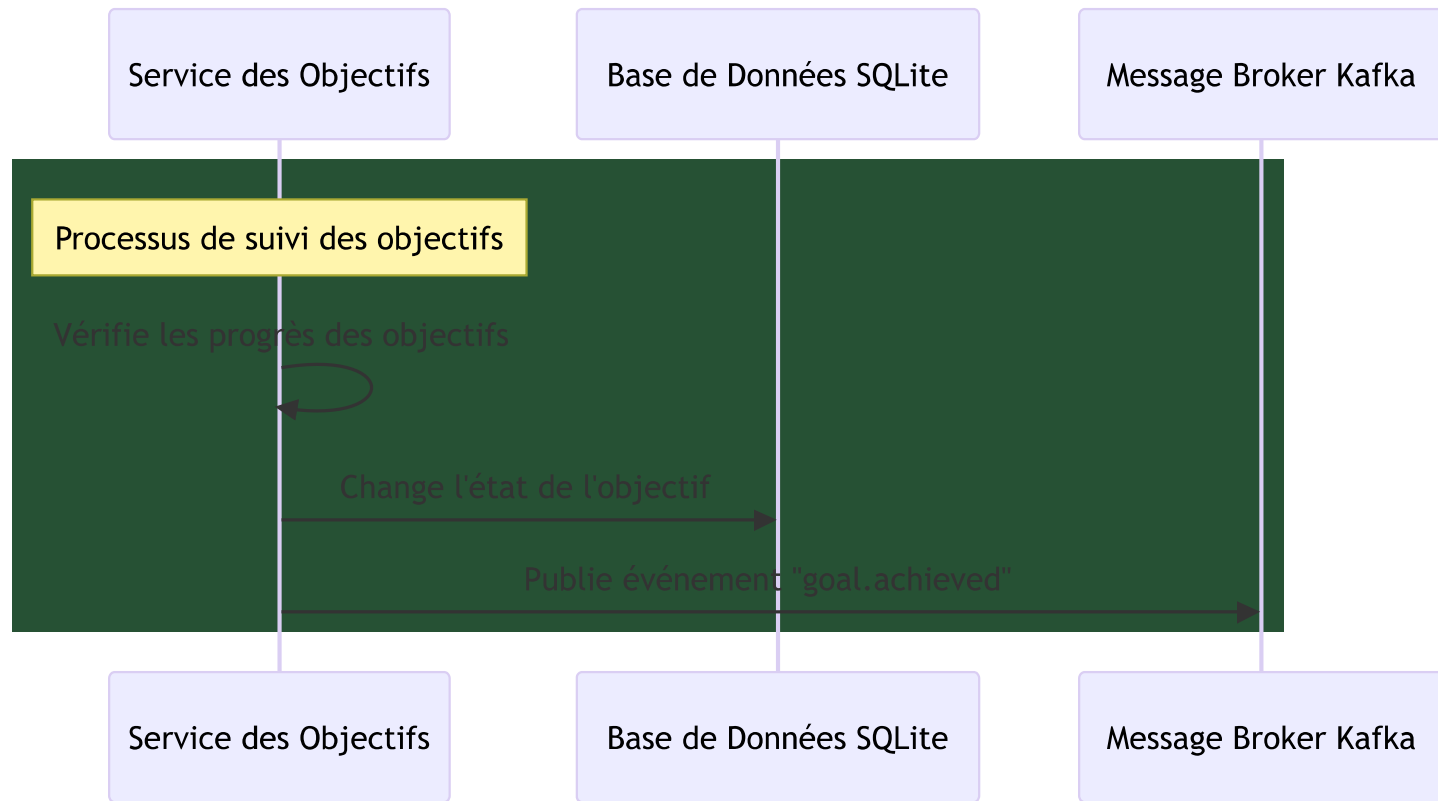 Service des Objectifs
Base de Données SQLite
Message Broker Kafka
Processus de suivi des objectifs
Vérifie les progrès des objectifs
Change l'état de l'objectif
Publie événement "goal.achieved"
Service des Objectifs
Base de Données SQLite
Message Broker Kafka